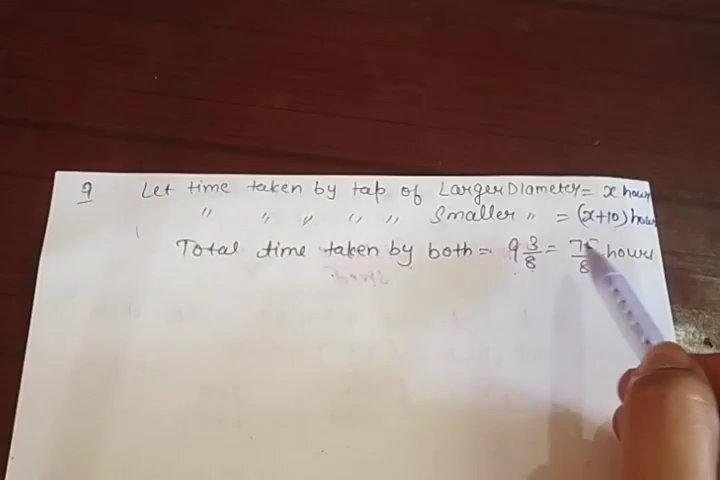 9 Let time taken by tap of Larger Diameter = x hours
" " " " " Smaller " = (x+10) hours
Total time taken by both = 9 3/8 = 75/8 hours